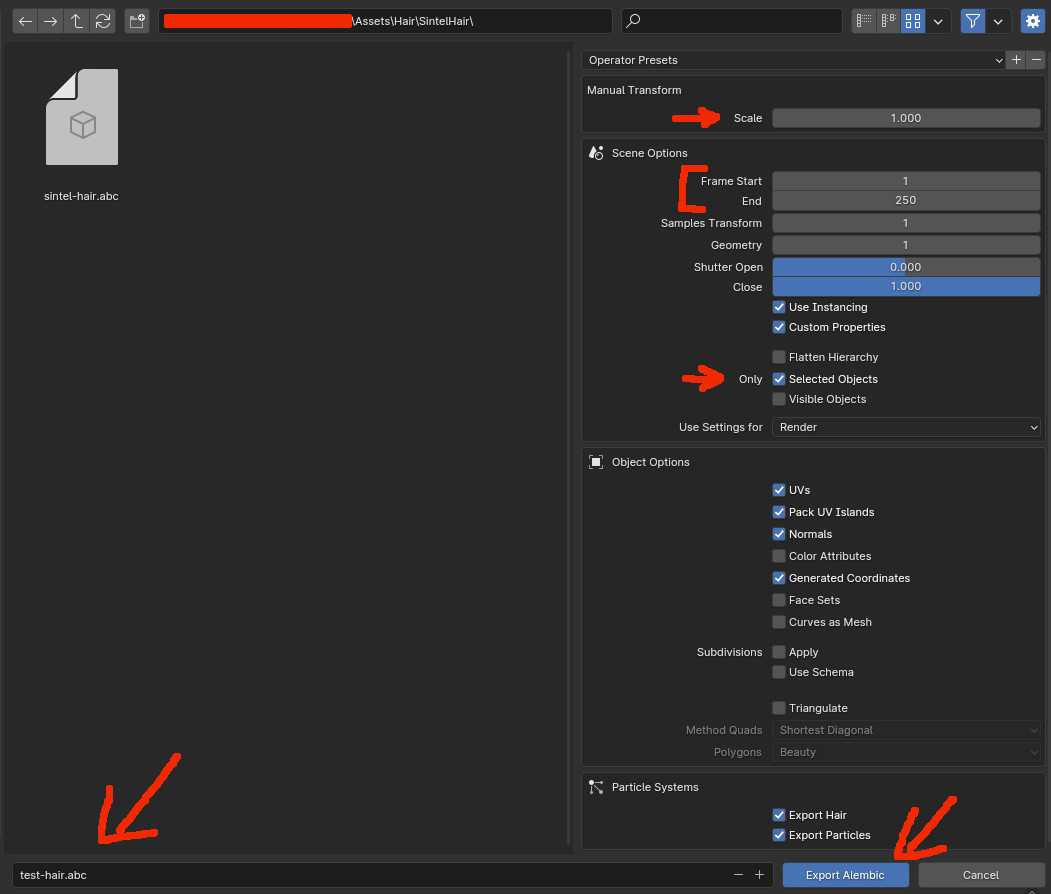 \Assets\Hair\SintelHair\
sintel-hair.abc
Operator Presets
Manual Transform
Scale 1.000
Scene Options
Frame Start 1
End 250
Samples Transform 1
Geometry 1
Shutter Open 0.000
Close 1.000
Use Instancing
Custom Properties
Flatten Hierarchy
Only Selected Objects
Visible Objects
Use Settings for Render
Object Options
UVs
Pack UV Islands
Normals
Color Attributes
Generated Coordinates
Face Sets
Curves as Mesh
Subdivisions Apply
Use Schema
Triangulate
Method Quads Shortest Diagonal
Polygons Beauty
Particle Systems
Export Hair
Export Particles
test-hair.abc
Export Alembic Cancel